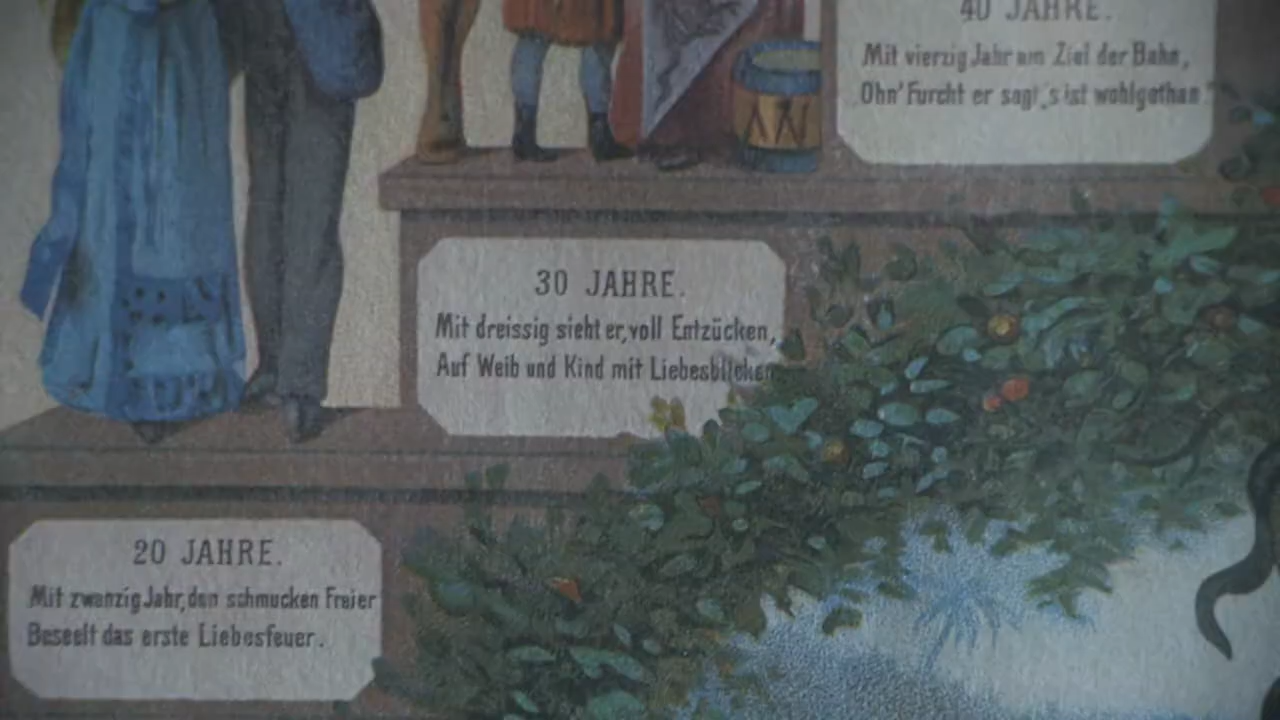 40 JAHRE.
Mit vierzig Jahr am Ziel der Bahn,
Ohn' Furcht er sagt,s ist wohlgethan
30 JAHRE.
Mit dreissig sieht er,voll Entzücken,
Auf Weib und Kind mit Liebesblicken
20 JAHRE.
Mit zwanzig Jahr, den schmucken Freier
Beseelt das erste Liebesfeuer.